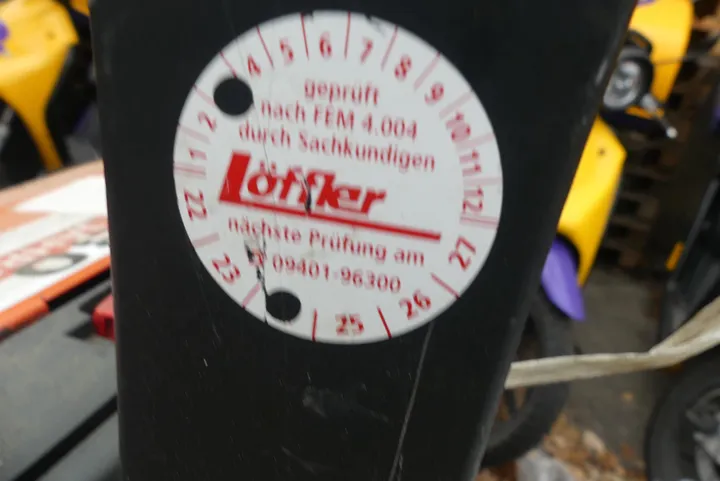 4 5 6 7 8 9 10 11 12
2 1
geprüft
nach FEM 4.004
durch Sachkundigen
Löffler
nächste Prüfung am
09401-96300
22 23 25 26 27